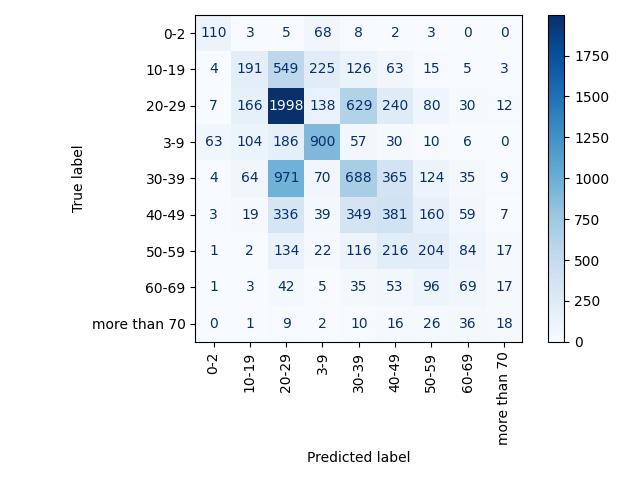 True label
0-2 110 3 5 68 8 2 3 0 0
10-19 4 191 549 225 126 63 15 5 3
20-29 7 166 1998 138 629 240 80 30 12
3-9 63 104 186 900 57 30 10 6 0
30-39 4 64 971 70 688 365 124 35 9
40-49 3 19 336 39 349 381 160 59 7
50-59 1 2 134 22 116 216 204 84 17
60-69 1 3 42 5 35 53 96 69 17
more than 70 0 1 9 2 10 16 26 36 18
0-2 10-19 20-29 3-9 30-39 40-49 50-59 60-69 more than 70
Predicted label
1750
1500
1250
1000
750
500
250
0